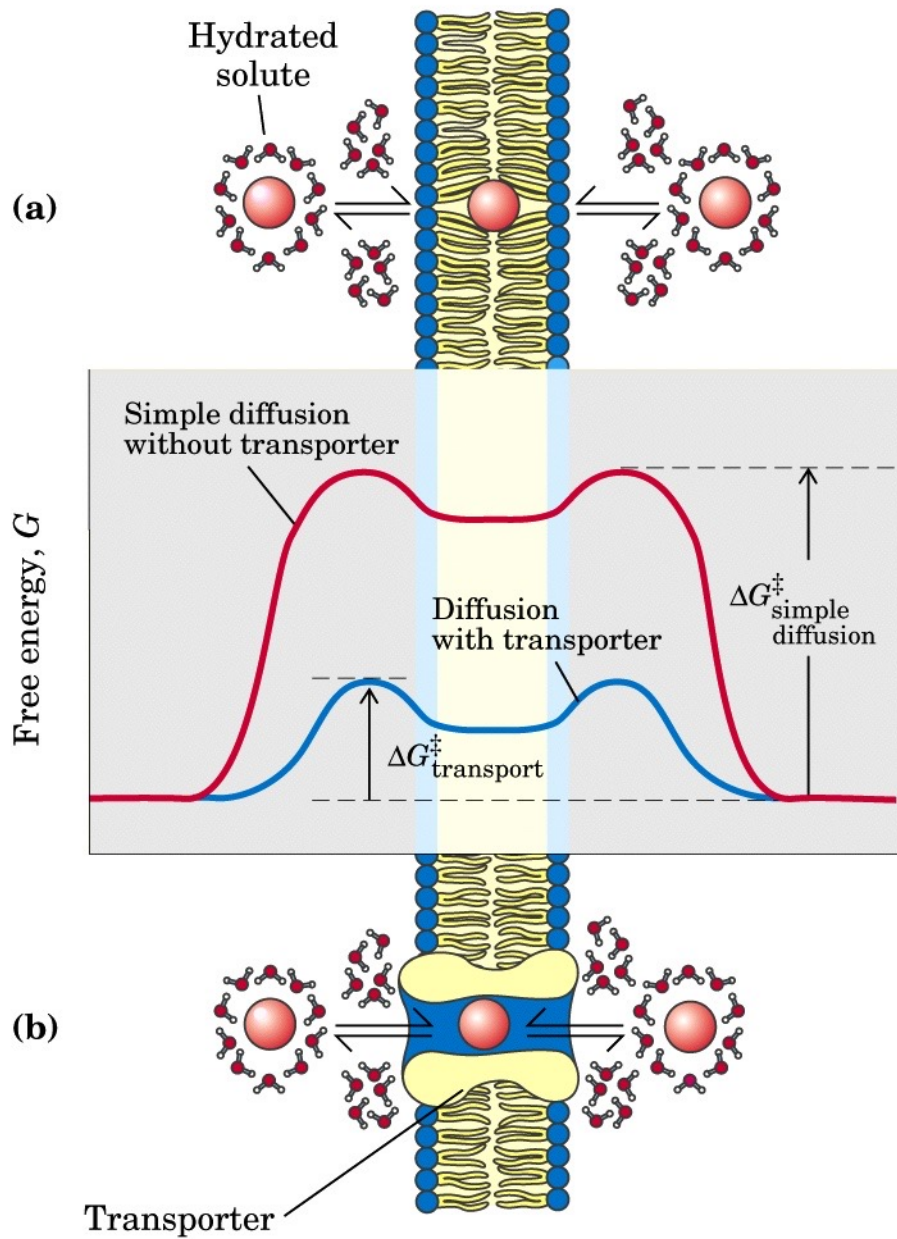 Hydrated
solute
(a)
Simple diffusion
without transporter
Free energy, G
ΔG‡simple
diffusion
Diffusion
with transporter
ΔG‡transport
(b)
Transporter